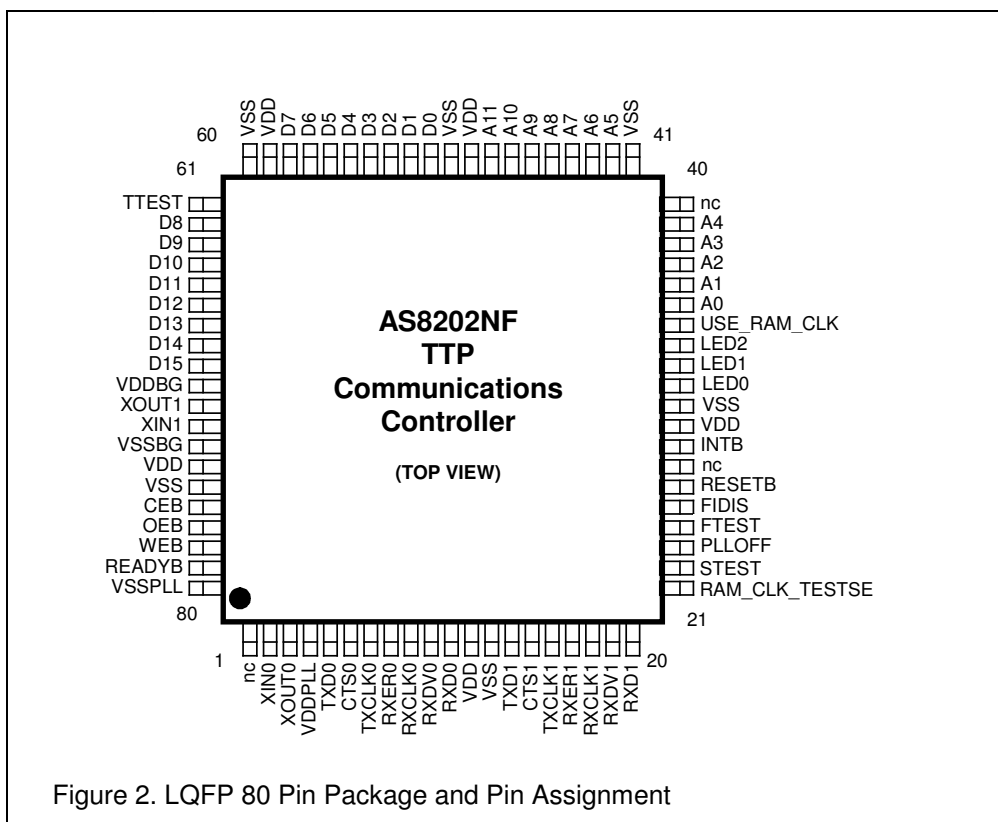 60
VSS
VDD
D7
D6
D5
D4
D3
D2
D1
D0
VSS
VDD
A11
A10
A9
A8
A7
A6
A5
VSS
41
61
40
TTEST
D8
D9
D10
D11
D12
D13
D14
D15
VDDBG
XOUT1
XIN1
VSSBG
VDD
VSS
CEB
OEB
WEB
READYB
VSSPLL
AS8202NF
TTP
Communications
Controller
(TOP VIEW)
nc
A4
A3
A2
A1
A0
USE_RAM_CLK
LED2
LED1
LED0
VSS
VDD
INTB
nc
RESETB
FIDIS
FTEST
PLLOFF
STEST
RAM_CLK_TESTSE
80
21
1
nc
XIN0
XOUT0
VDDPLL
TXD0
CTS0
TXCLK0
RXER0
RXCLK0
RXDV0
RXD0
VDD
VSS
TXD1
CTS1
TXCLK1
RXER1
RXCLK1
RXDV1
RXD1
20
Figure 2. LQFP 80 Pin Package and Pin Assignment